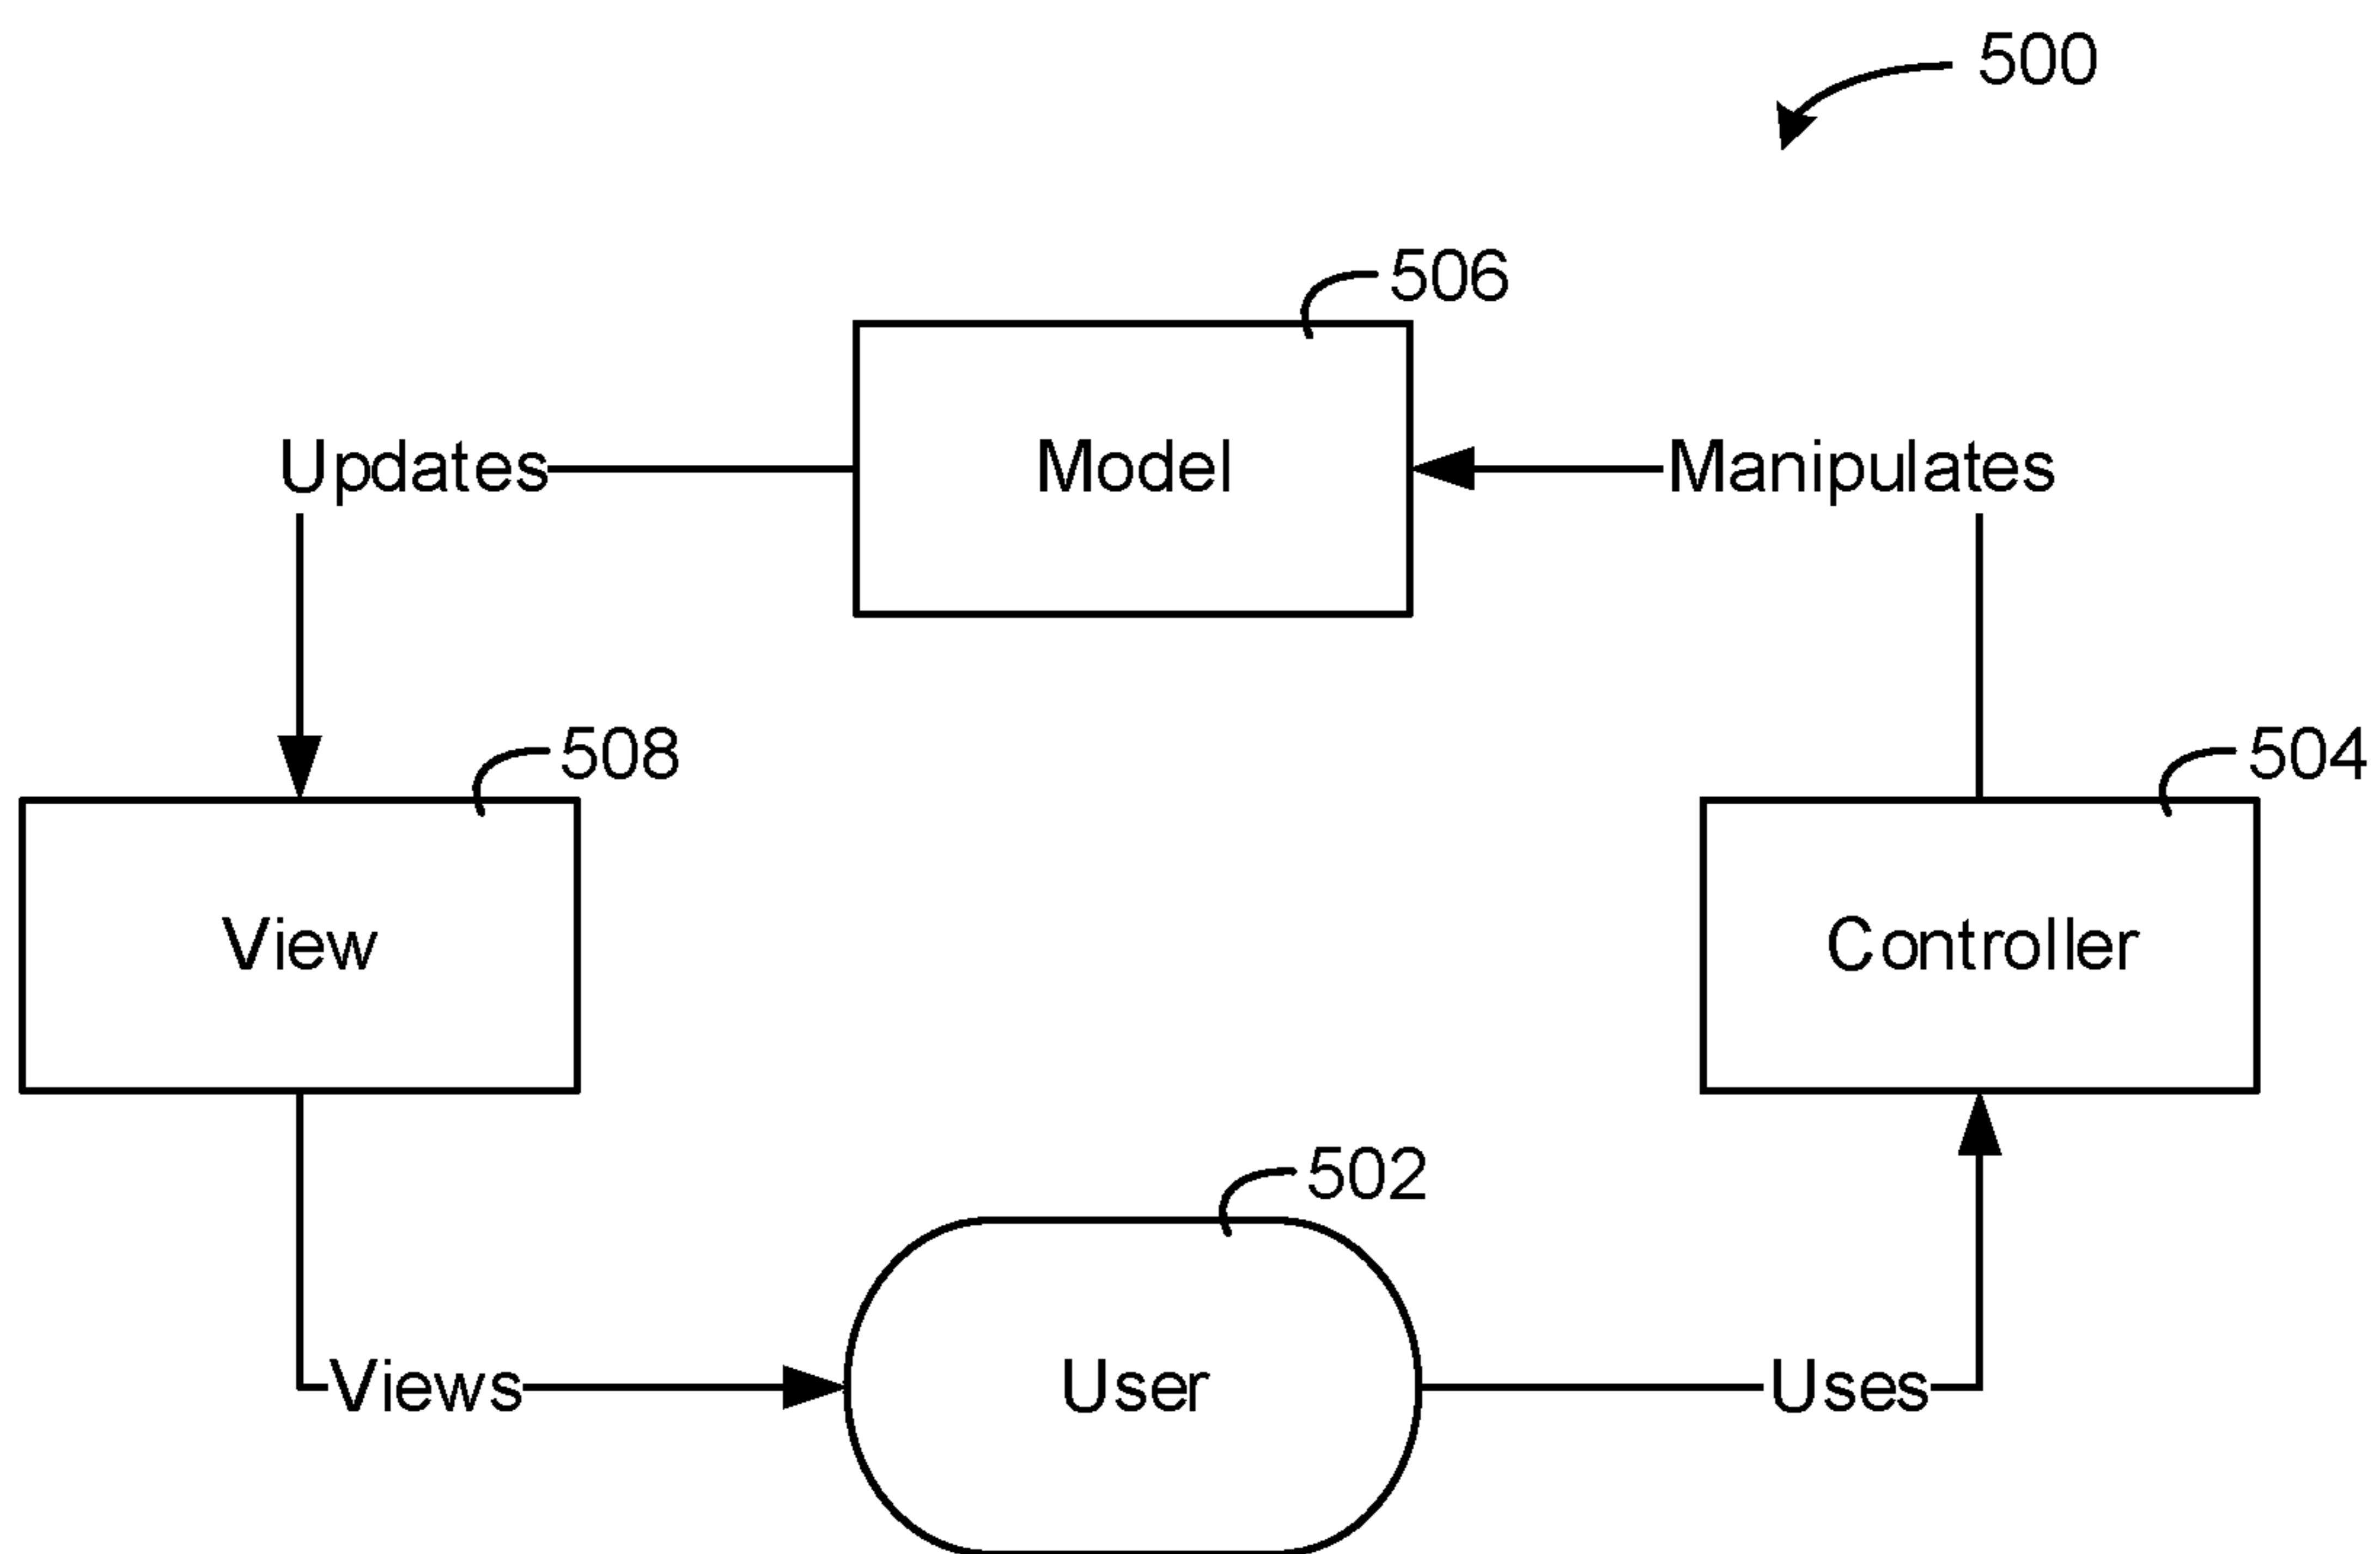 500
506
Updates
Model
Manipulates
508
504
View
Controller
502
Views
User
Uses